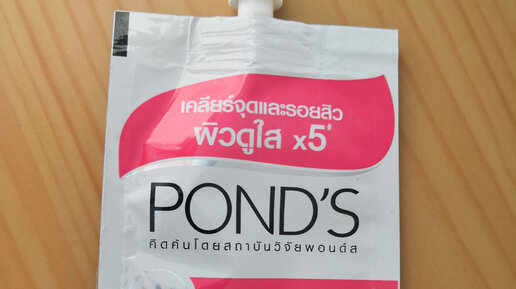 เคลียร์จุดและรอยสิว
ผิวดูใส x5#
POND'S
คิดค้นโดยสถาบันวิจัยพอนด์ส